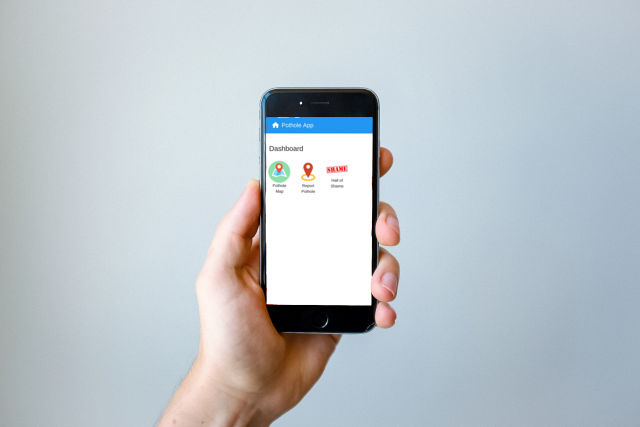 Pothole App
Dashboard
Pothole
Map
Report
Pothole
SHAME
Hall of
Shame